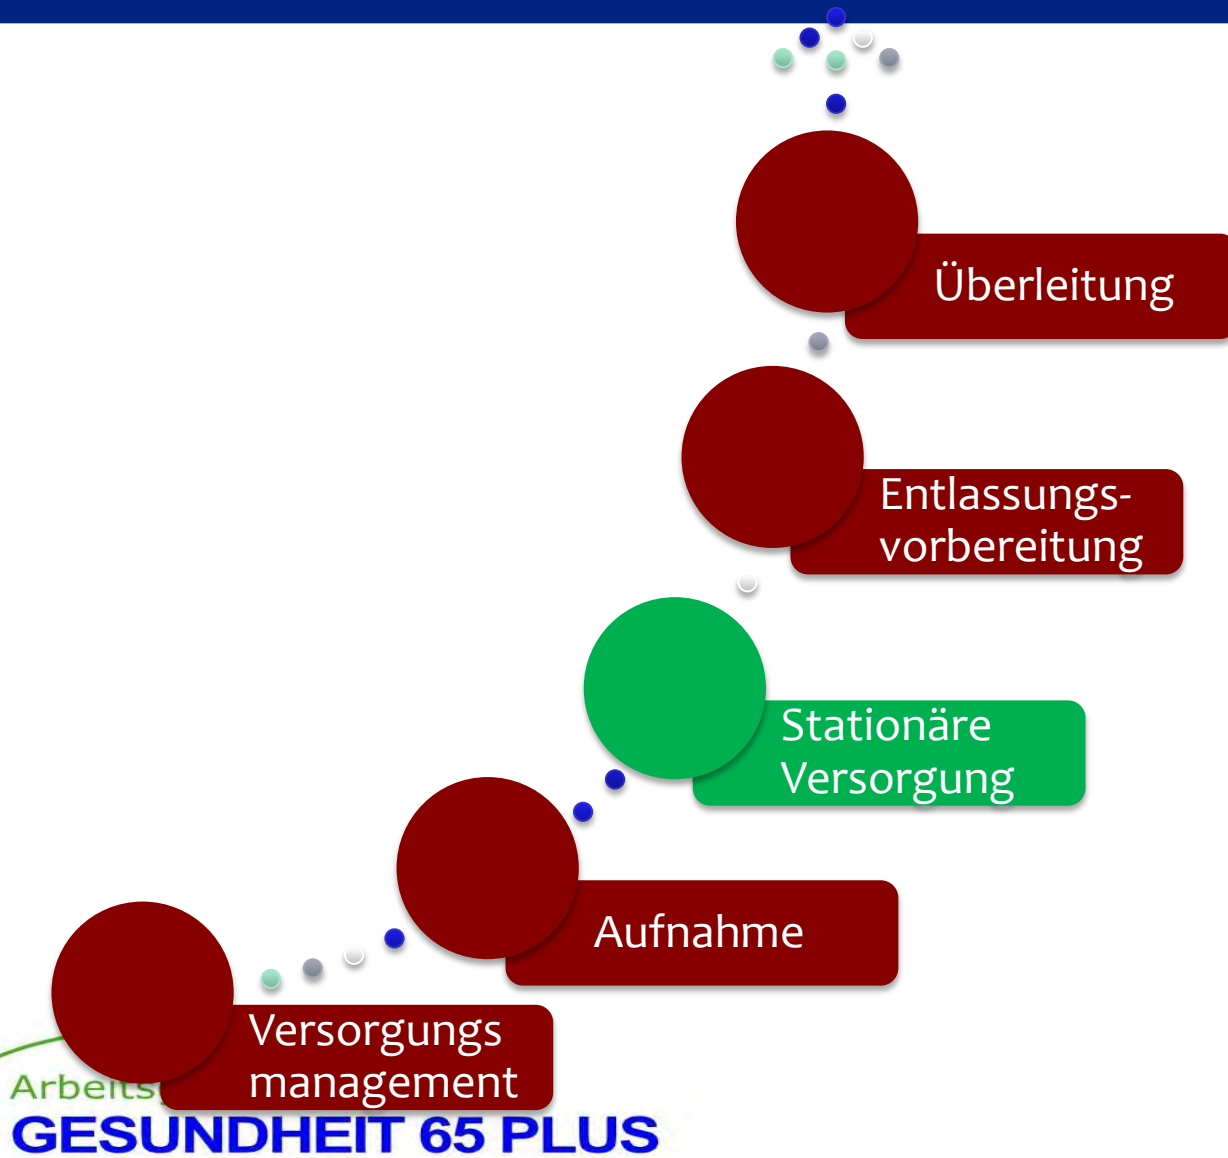 Überleitung
Entlassungs-
vorbereitung
Stationäre
Versorgung
Aufnahme
Versorgungs
management
GESUNDHEIT 65 PLUS